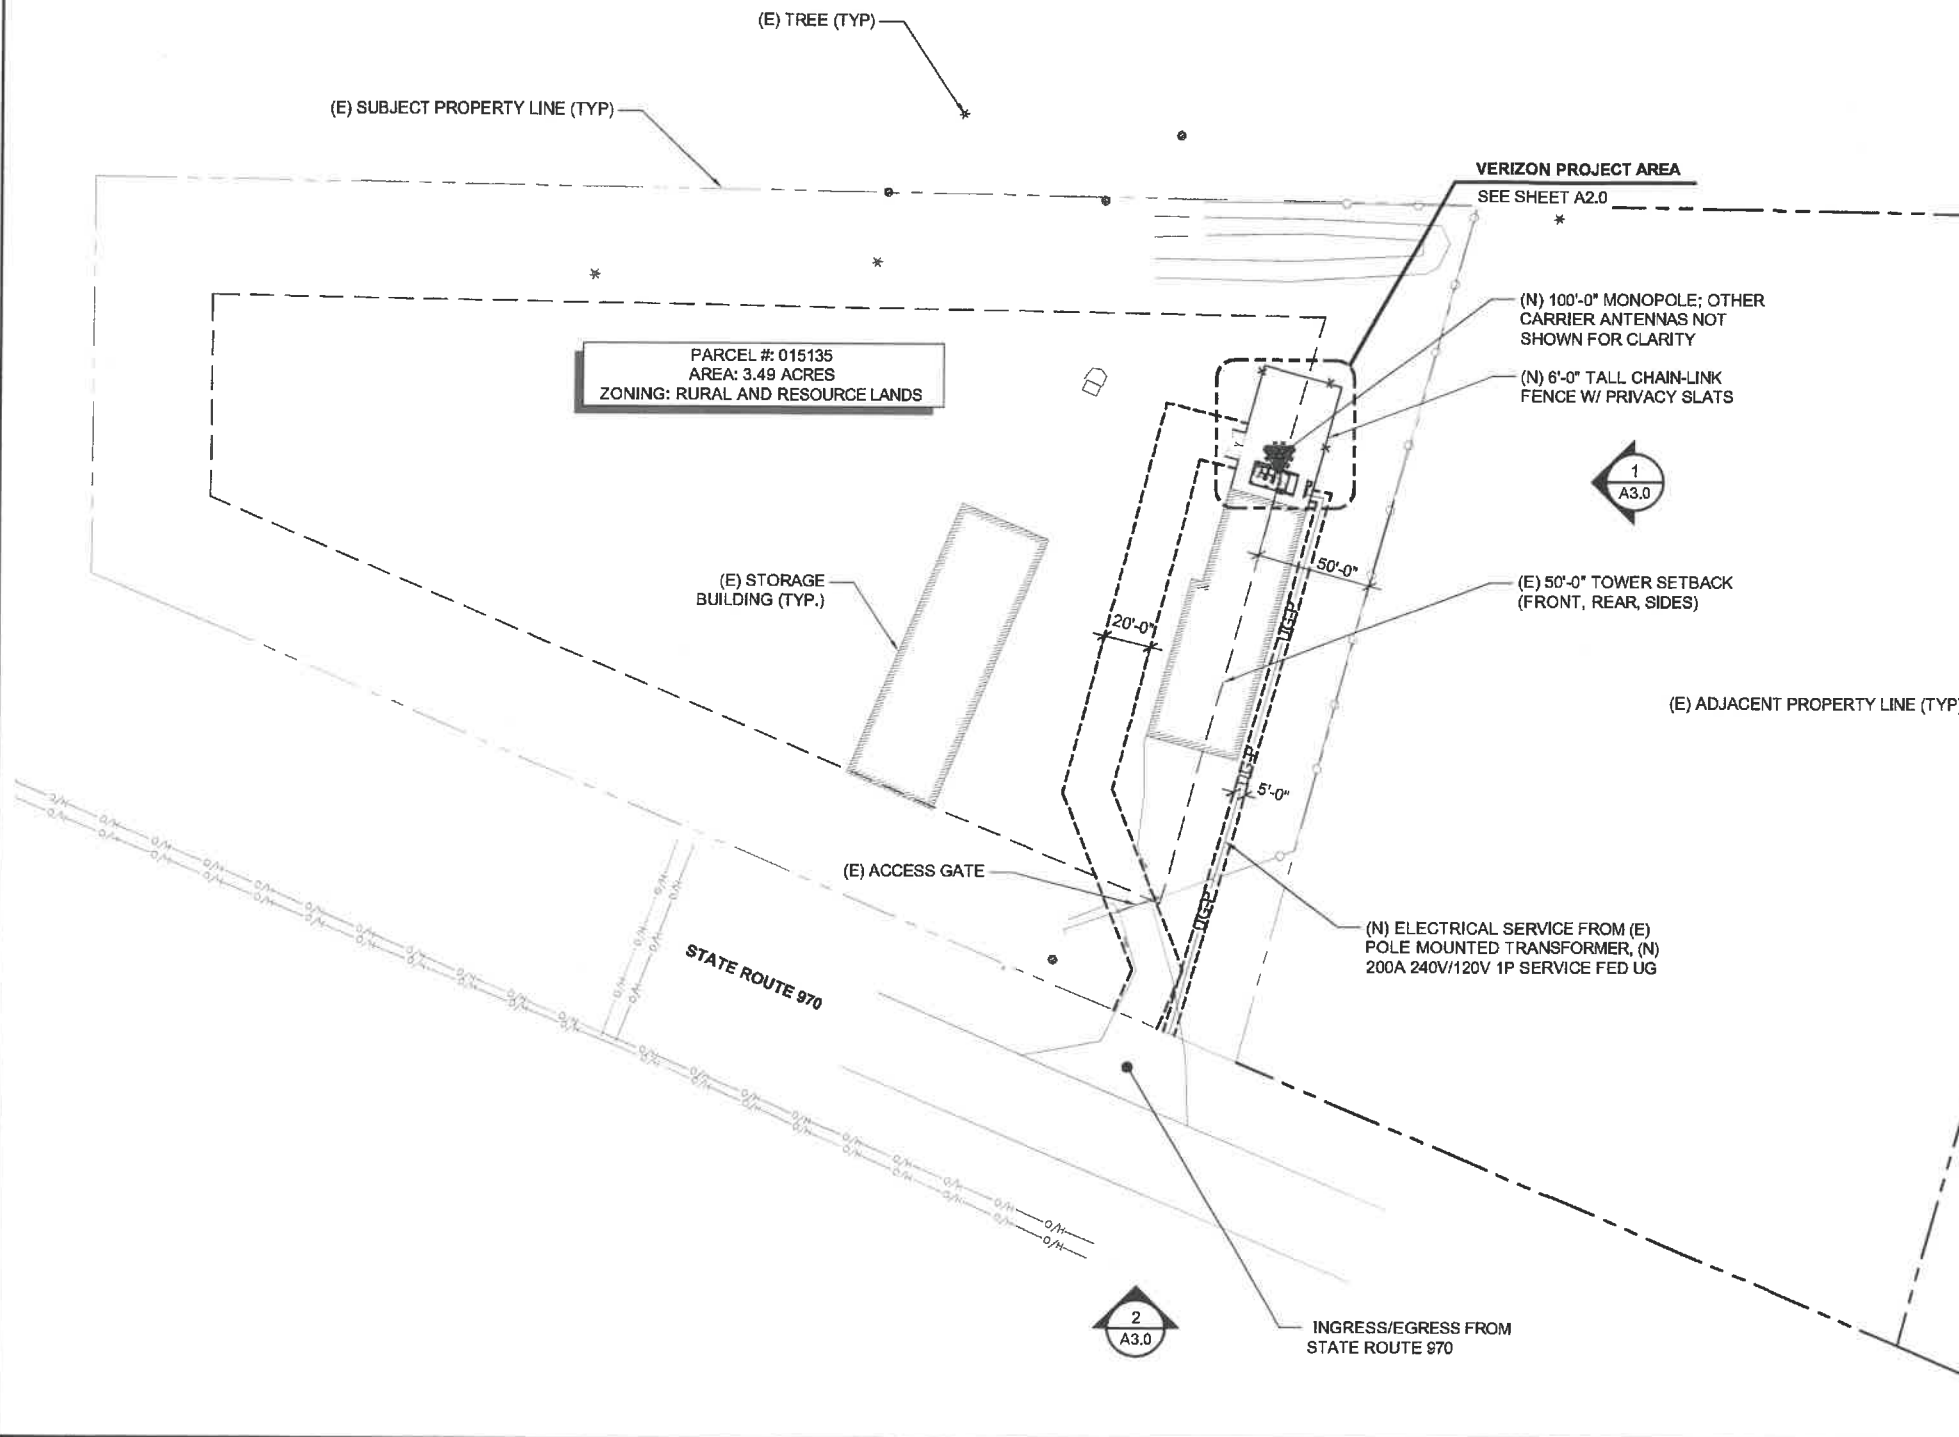 (E) TREE (TYP)
(E) SUBJECT PROPERTY LINE (TYP)
VERIZON PROJECT AREA
SEE SHEET A2.0
(N) 100'-0" MONOPOLE; OTHER
CARRIER ANTENNAS NOT
SHOWN FOR CLARITY
PARCEL #: 015135
AREA: 3.49 ACRES
ZONING: RURAL AND RESOURCE LANDS
(N) 6'-0" TALL CHAIN-LINK
FENCE W/ PRIVACY SLATS
1
A3.0
50'-0"
(E) STORAGE
BUILDING (TYP.)
(E) 50'-0" TOWER SETBACK
(FRONT, REAR, SIDES)
20'-0"
UG-P
(E) ADJACENT PROPERTY LINE (TYP)
UG-P
5'-0"
(E) ACCESS GATE
UG-P
(N) ELECTRICAL SERVICE FROM (E)
POLE MOUNTED TRANSFORMER, (N)
200A 240V/120V 1P SERVICE FED UG
STATE ROUTE 970
O/H
O/H
2
A3.0
INGRESS/EGRESS FROM
STATE ROUTE 970